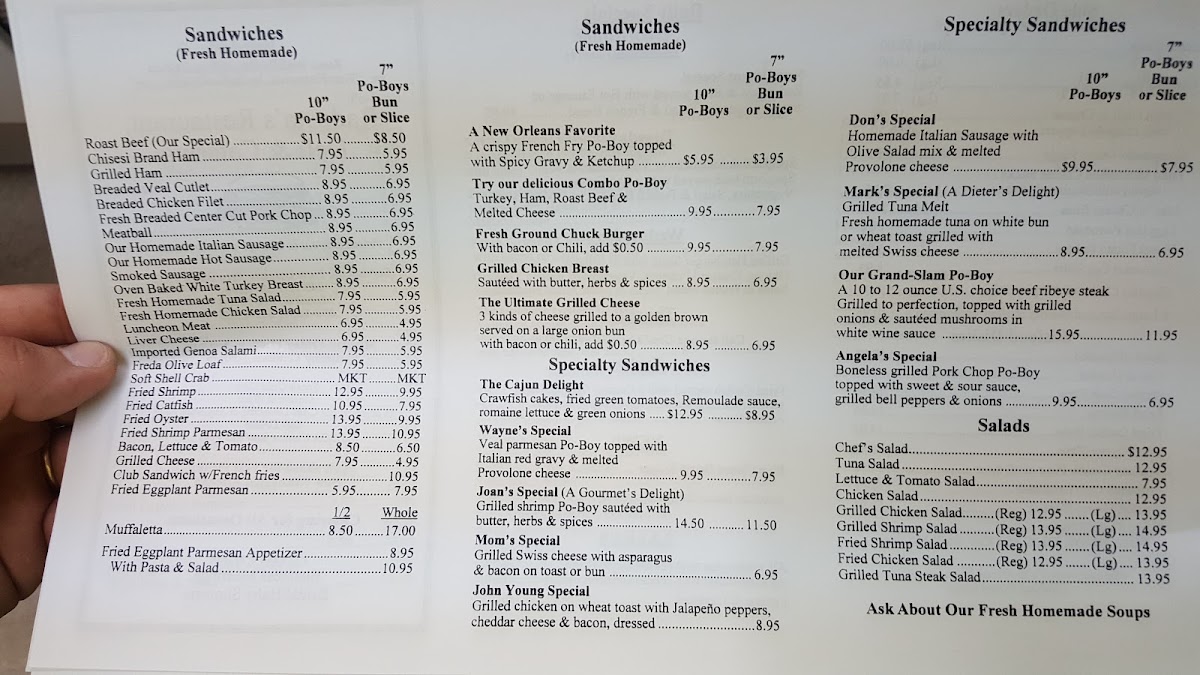 Sandwiches
(Fresh Homemade)
7"
Po-Boys
10" Bun
Po-Boys or Slice
Roast Beef (Our Special) ....................$11.50.........$8.50
Chisesi Brand Ham ............................ 7.95...........5.95
Grilled Ham ........................................ 7.95...........5.95
Breaded Veal Cutlet............................ 8.95...........6.95
Breaded Chicken Filet ......................... 8.95...........6.95
Fresh Breaded Center Cut Pork Chop ... 8.95...........6.95
Meatball............................................... 8.95...........6.95
Our Homemade Italian Sausage ........... 8.95...........6.95
Our Homemade Hot Sausage............... 8.95...........6.95
Smoked Sausage ................................. 8.95...........6.95
Oven Baked White Turkey Breast ........ 8.95...........6.95
Fresh Homemade Tuna Salad.............. 7.95...........5.95
Fresh Homemade Chicken Salad ......... 7.95...........5.95
Luncheon Meat ................................... 6.95...........4.95
Liver Cheese ....................................... 6.95...........4.95
Imported Genoa Salami....................... 7.95...........5.95
Freda Olive Loaf................................. 7.95...........5.95
Soft Shell Crab ................................... MKT.........MKT
Fried Shrimp ...................................... 12.95...........9.95
Fried Catfish ...................................... 10.95...........7.95
Fried Oyster ....................................... 13.95...........9.95
Fried Shrimp Parmesan ...................... 13.95..........10.95
Bacon, Lettuce & Tomato.................... 8.50...........6.50
Grilled Cheese.................................... 7.95...........4.95
Club Sandwich w/French fries.............................10.95
Fried Eggplant Parmesan .................... 5.95.......... 7.95
1/2 Whole
Muffaletta............................................ 8.50..........17.00
Fried Eggplant Parmesan Appetizer......................8.95
With Pasta & Salad ..........................................10.95
Sandwiches
(Fresh Homemade)
7"
Po-Boys
10" Bun
Po-Boys or Slice
A New Orleans Favorite
A crispy French Fry Po-Boy topped
with Spicy Gravy & Ketchup ............ $5.95 ......... $3.95
Try our delicious Combo Po-Boy
Turkey, Ham, Roast Beef &
Melted Cheese ................................ 9.95............7.95
Fresh Ground Chuck Burger
With bacon or Chili, add $0.50 ...........9.95...........7.95
Grilled Chicken Breast
Sautéed with butter, herbs & spices .... 8.95...........6.95
The Ultimate Grilled Cheese
3 kinds of cheese grilled to a golden brown
served on a large onion bun
with bacon or chili, add $0.50 ............ 8.95 ..........6.95
Specialty Sandwiches
The Cajun Delight
Crawfish cakes, fried green tomatoes, Remoulade sauce,
romaine lettuce & green onions ..... $12.95 .......... $8.95
Wayne's Special
Veal parmesan Po-Boy topped with
Italian red gravy & melted
Provolone cheese ........................... 9.95 ............7.95
Joan's Special (A Gourmet's Delight)
Grilled shrimp Po-Boy sautéed with
butter, herbs & spices ..................... 14.50 .......... 11.50
Mom's Special
Grilled Swiss cheese with asparagus
& bacon on toast or bun ..........................................6.95
John Young Special
Grilled chicken on wheat toast with Jalapeño peppers,
cheddar cheese & bacon, dressed ............................8.95
Specialty Sandwiches
7"
Po-Boys
10" Bun
Po-Boys or Slice
Don's Special
Homemade Italian Sausage with
Olive Salad mix & melted
Provolone cheese ................................$9.95............$7.95
Mark's Special (A Dieter's Delight)
Grilled Tuna Melt
Fresh homemade tuna on white bun
or wheat toast grilled with
melted Swiss cheese ............................8.95............6.95
Our Grand-Slam Po-Boy
A 10 to 12 ounce U.S. choice beef ribeye steak
Grilled to perfection, topped with grilled
onions & sautéed mushrooms in
white wine sauce ...............................15.95............11.95
Angela's Special
Boneless grilled Pork Chop Po-Boy
topped with sweet & sour sauce,
grilled bell peppers & onions .............9.95............ 6.95
Salads
Chef's Salad......................................................... $12.95
Tuna Salad............................................................ 12.95
Lettuce & Tomato Salad........................................... 7.95
Chicken Salad........................................................ 12.95
Grilled Chicken Salad.........(Reg) 12.95 .......(Lg).... 13.95
Grilled Shrimp Salad ..........(Reg) 13.95 .......(Lg).... 14.95
Fried Shrimp Salad ............(Reg) 13.95 .......(Lg).... 14.95
Fried Chicken Salad ...........(Reg) 12.95 .......(Lg).... 13.95
Grilled Tuna Steak Salad......................................... 13.95
Ask About Our Fresh Homemade Soups